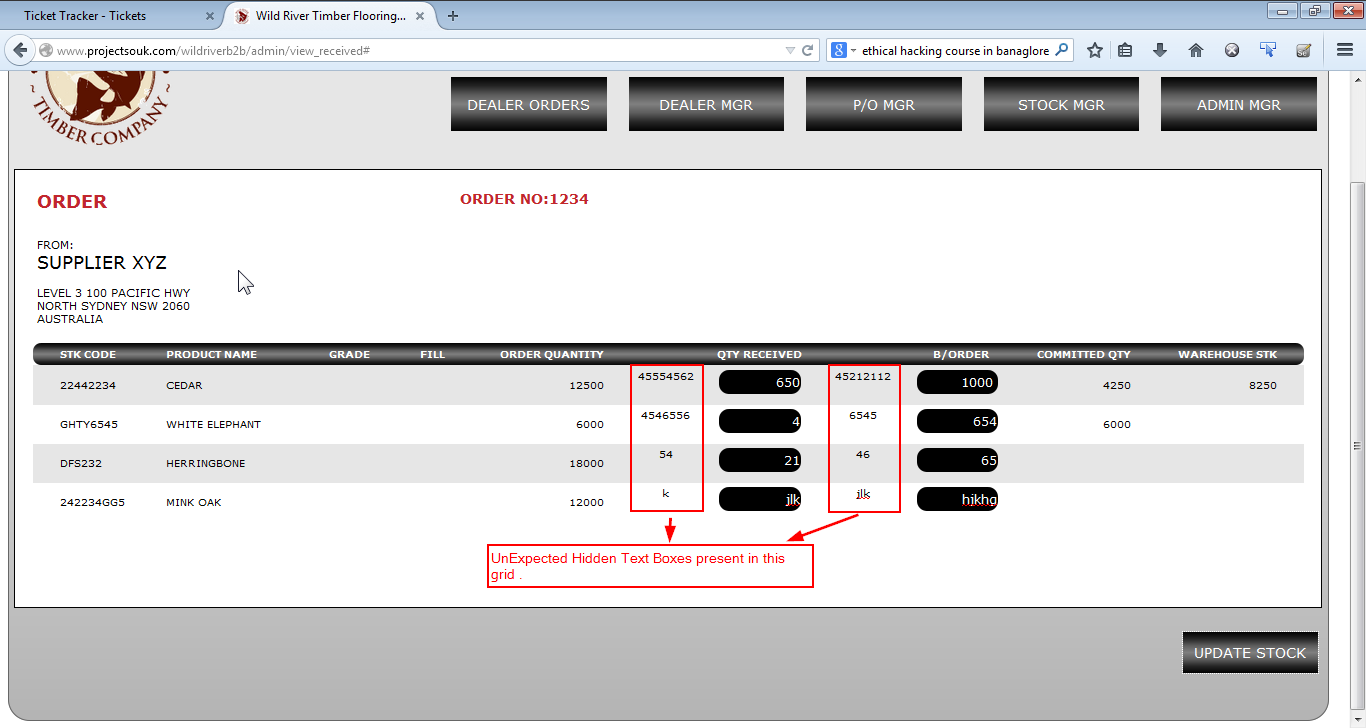 Ticket Tracker - Tickets
Wild River Timber Flooring...
www.projectsouk.com/wildriverb2b/admin/view_received#
ethical hacking course in banaglore
TIMBER COMPANY
DEALER ORDERS DEALER MGR P/O MGR STOCK MGR ADMIN MGR
ORDER
ORDER NO:1234
FROM:
SUPPLIER XYZ
LEVEL 3 100 PACIFIC HWY
NORTH SYDNEY NSW 2060
AUSTRALIA
STK CODE PRODUCT NAME GRADE FILL ORDER QUANTITY QTY RECEIVED B/ORDER COMMITTED QTY WAREHOUSE STK
22442234 CEDAR 12500 45554562 650 45212112 1000 4250 8250
GHTY6545 WHITE ELEPHANT 6000 4546556 4 6545 654 6000
DFS232 HERRINGBONE 18000 54 21 46 65
242234GG5 MINK OAK 12000 k jlk jlk hjkhg
UnExpected Hidden Text Boxes present in this
grid .
UPDATE STOCK